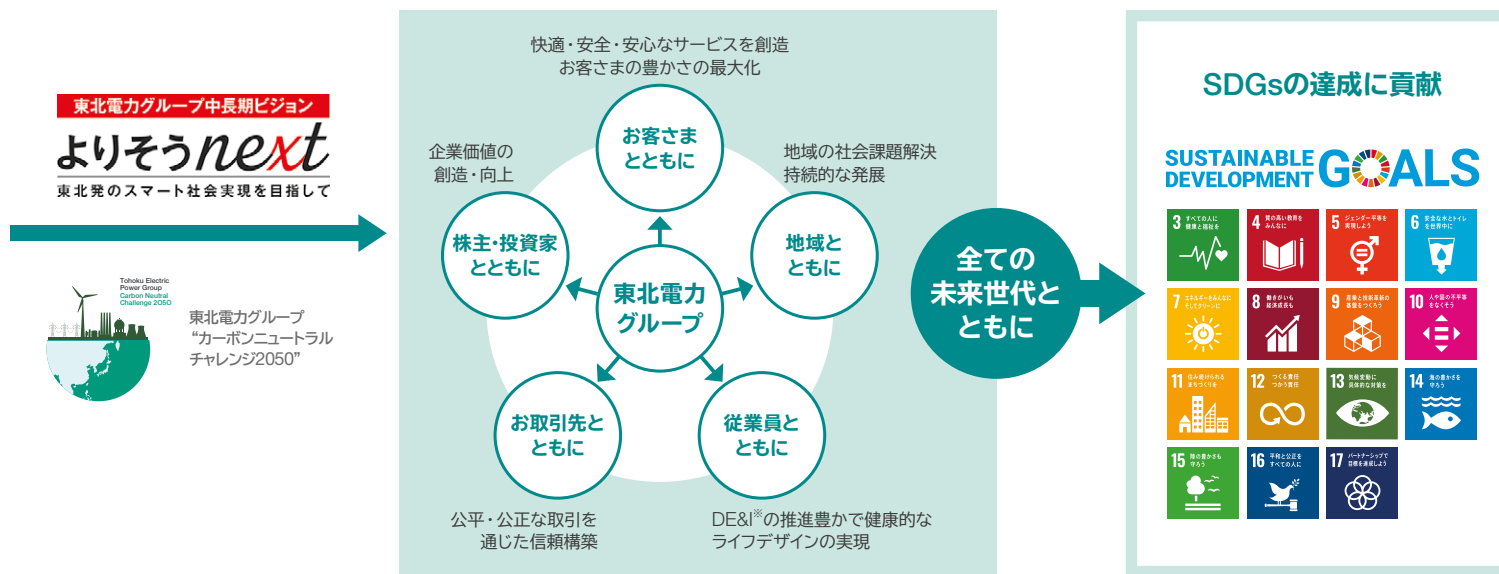 東北電力グループ中長期ビジョン
よりそうnext
東北発のスマート社会実現を目指して
Tohoku Electric
Power Group
Carbon Neutral
Challenge 2050
東北電力グループ
“カーボンニュートラル
チャレンジ2050”
快適・安全・安心なサービスを創造
お客さまの豊かさの最大化
お客さま
とともに
企業価値の
創造・向上
株主・投資家
とともに
地域の社会課題解決
持続的な発展
地域と
ともに
東北電力
グループ
お取引先と
ともに
公平・公正な取引を
通じた信頼構築
従業員と
ともに
DE&I※の推進豊かで健康的な
ライフデザインの実現
全ての
未来世代と
ともに
SDGsの達成に貢献
SUSTAINABLE
DEVELOPMENT
GOALS
3 すべての人に
健康と福祉を
4 質の高い教育を
みんなに
5 ジェンダー平等を
実現しよう
6 安全な水とトイレ
を世界中に
7 エネルギーをみんなに
そしてクリーンに
8 働きがいも
経済成長も
9 産業と技術革新の
基盤をつくろう
10 人や国の不平等
をなくそう
11 住み続けられる
まちづくりを
12 つくる責任
つかう責任
13 気候変動に
具体的な対策を
14 海の豊かさを
守ろう
15 陸の豊かさも
守ろう
16 平和と公正を
すべての人に
17 パートナーシップで
目標を達成しよう